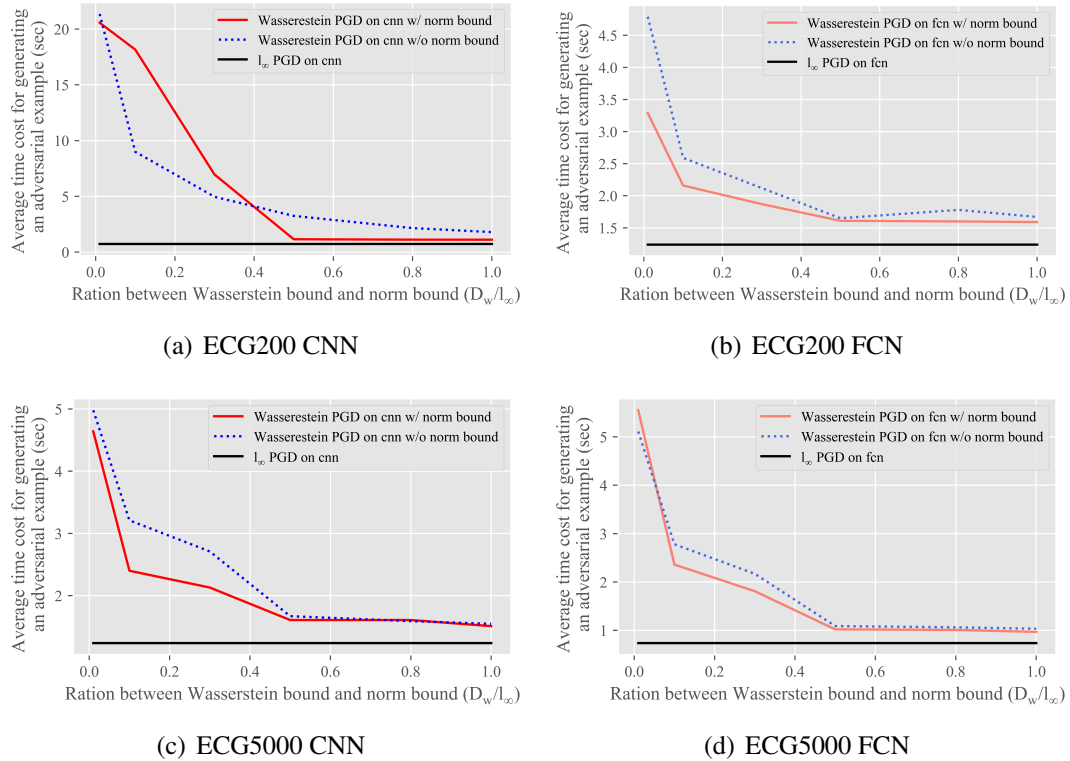 Average time cost for generating
an adversarial example (sec)
20
15
10
5
0
Wasserestein PGD on cnn w/ norm bound
Wasserestein PGD on cnn w/o norm bound
l∞ PGD on cnn
0.0 0.2 0.4 0.6 0.8 1.0
Ration between Wasserstein bound and norm bound (D_w/l∞)
(a) ECG200 CNN
Average time cost for generating
an adversarial example (sec)
4.5
4.0
3.5
3.0
2.5
2.0
1.5
Wasserestein PGD on fcn w/ norm bound
Wasserestein PGD on fcn w/o norm bound
l∞ PGD on fcn
0.0 0.2 0.4 0.6 0.8 1.0
Ration between Wasserstein bound and norm bound (D_w/l∞)
(b) ECG200 FCN
Average time cost for generating
an adversarial example (sec)
5
4
3
2
Wasserestein PGD on cnn w/ norm bound
Wasserestein PGD on cnn w/o norm bound
l∞ PGD on cnn
0.0 0.2 0.4 0.6 0.8 1.0
Ration between Wasserstein bound and norm bound (D_w/l∞)
(c) ECG5000 CNN
Average time cost for generating
an adversarial example (sec)
5
4
3
2
1
Wasserestein PGD on fcn w/ norm bound
Wasserestein PGD on fcn w/o norm bound
l∞ PGD on fcn
0.0 0.2 0.4 0.6 0.8 1.0
Ration between Wasserstein bound and norm bound (D_w/l∞)
(d) ECG5000 FCN